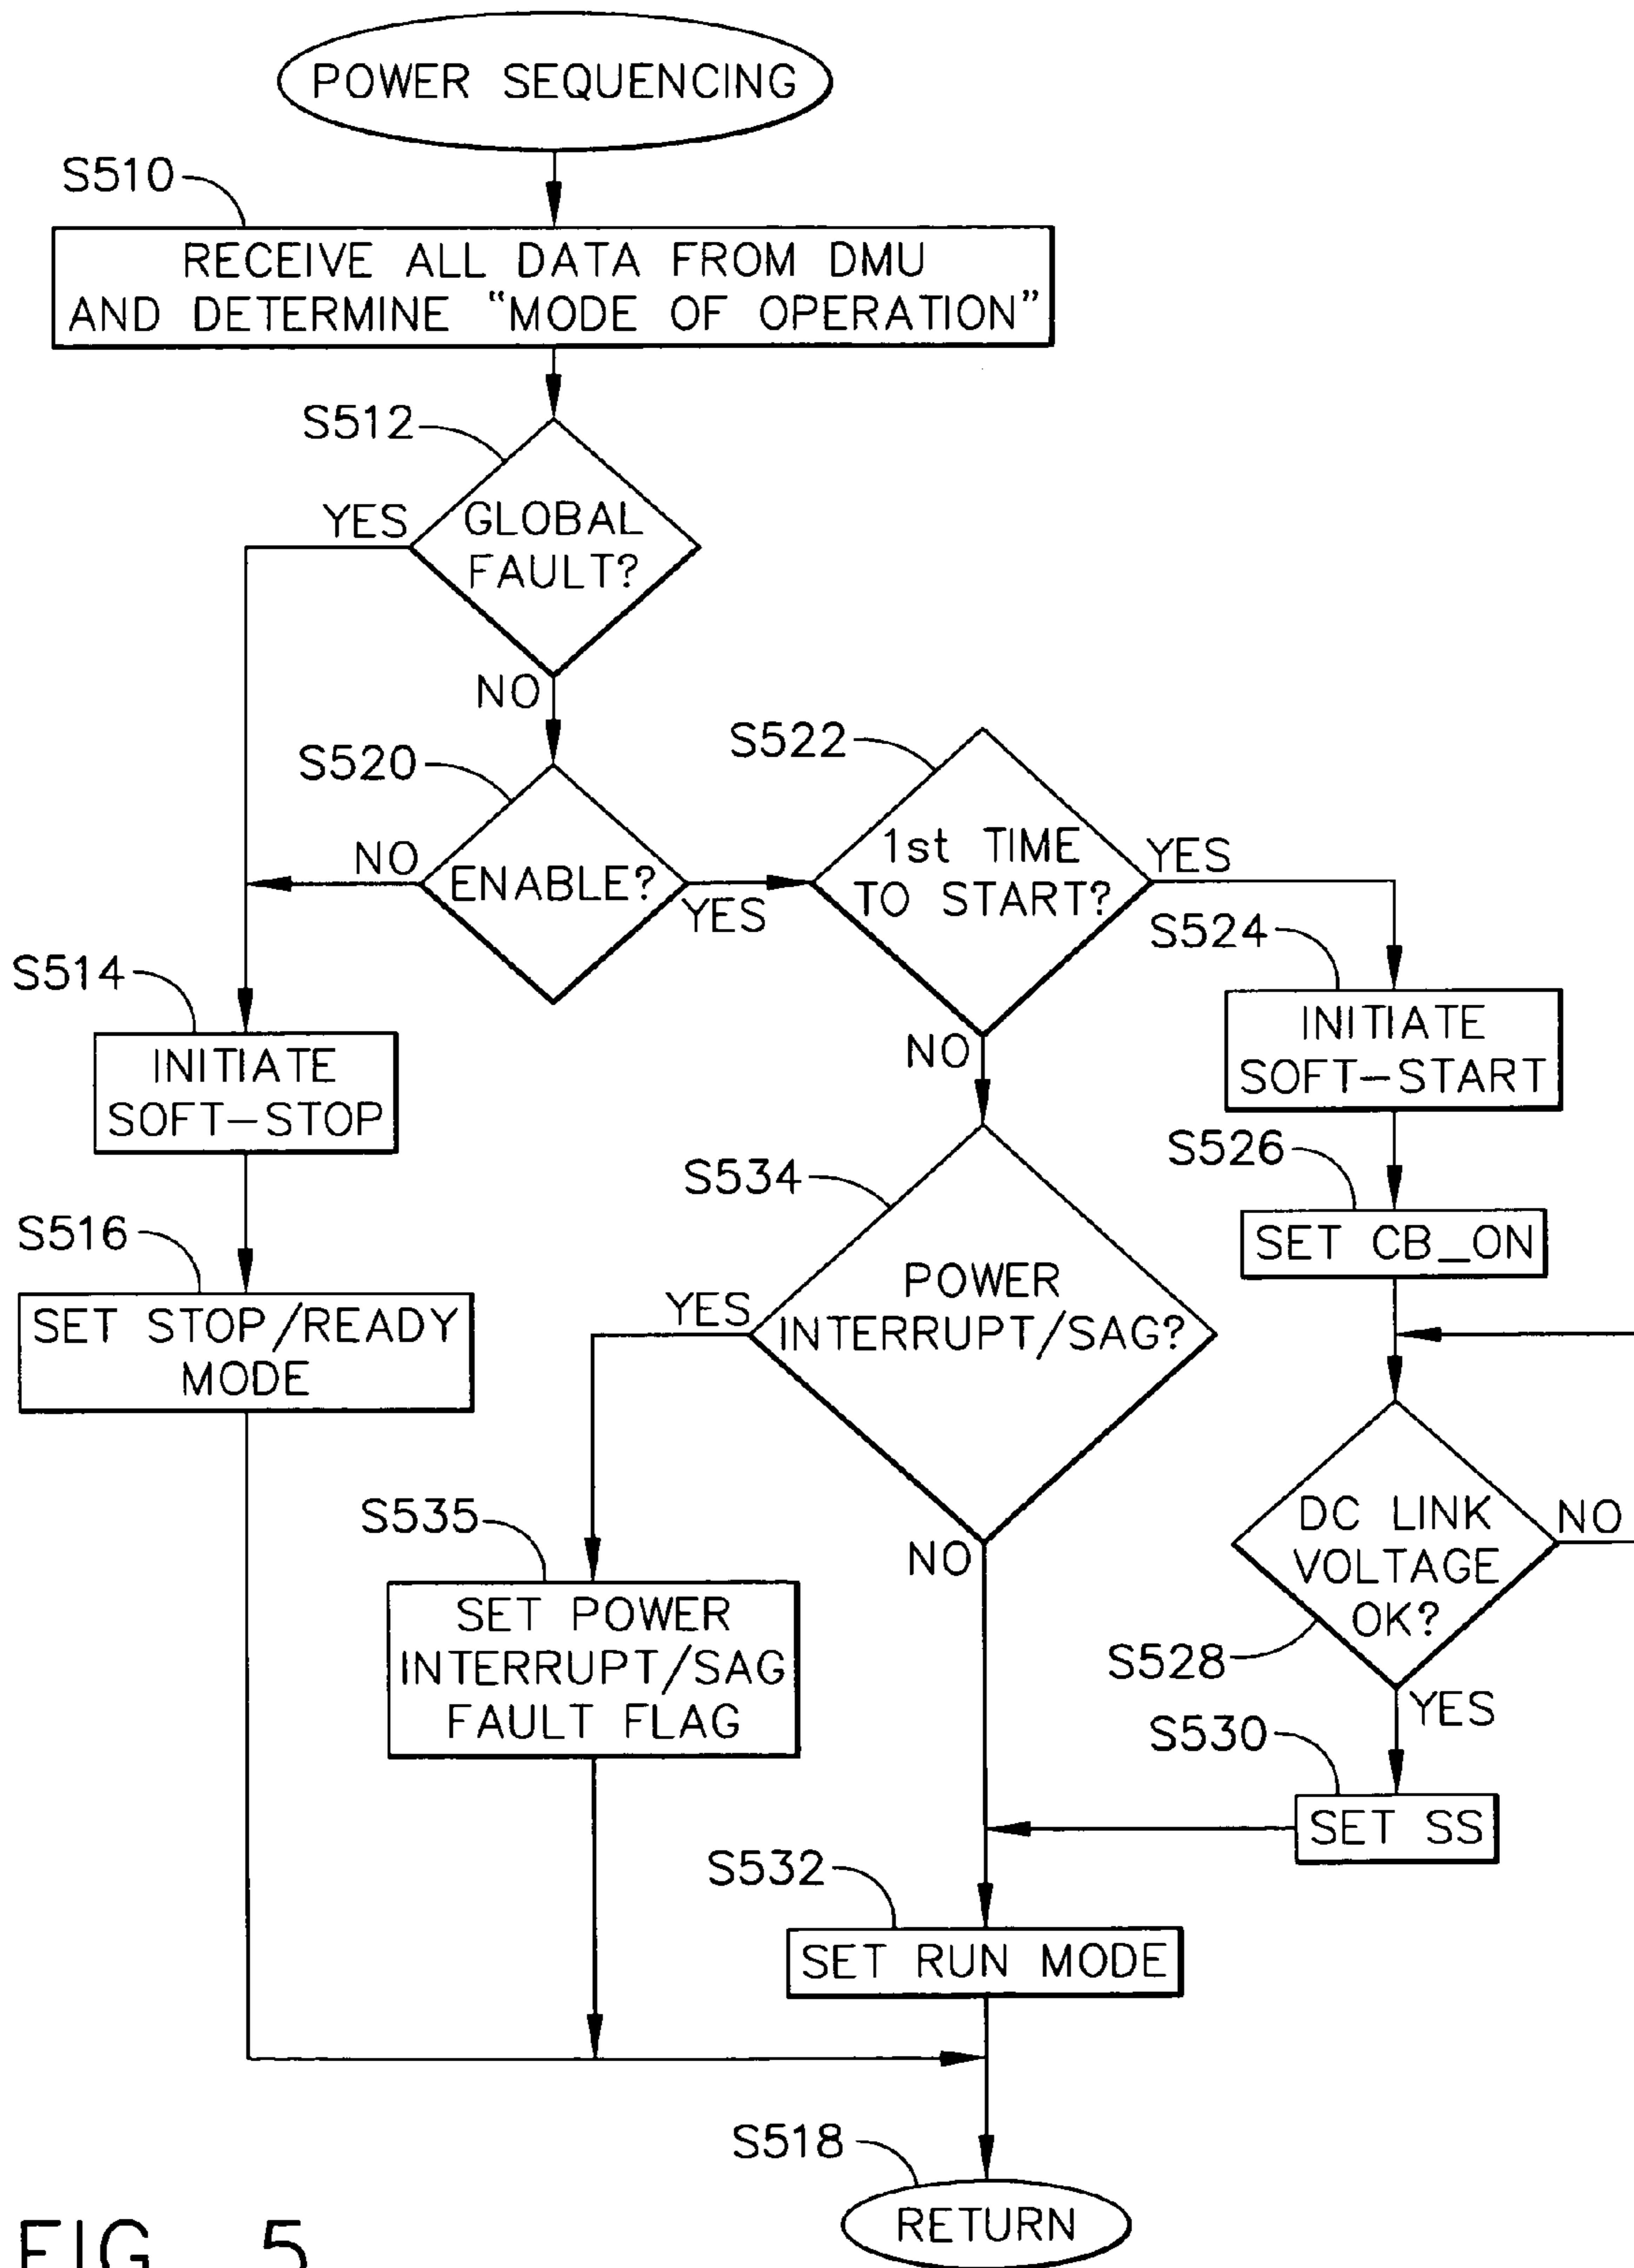 POWER SEQUENCING
S510
RECEIVE ALL DATA FROM DMU
AND DETERMINE "MODE OF OPERATION"
S512
YES
GLOBAL
FAULT?
NO
S520
NO
ENABLE?
YES
S522
1st TIME
TO START?
YES
NO
S514
INITIATE
SOFT-STOP
S524
INITIATE
SOFT-START
S516
SET STOP/READY
MODE
S526
SET CB_ON
S534
YES
POWER
INTERRUPT/SAG?
NO
DC LINK
VOLTAGE
OK?
NO
S528
YES
S535
SET POWER
INTERRUPT/SAG
FAULT FLAG
S530
SET SS
S532
SET RUN MODE
S518
RETURN
FIG. 5